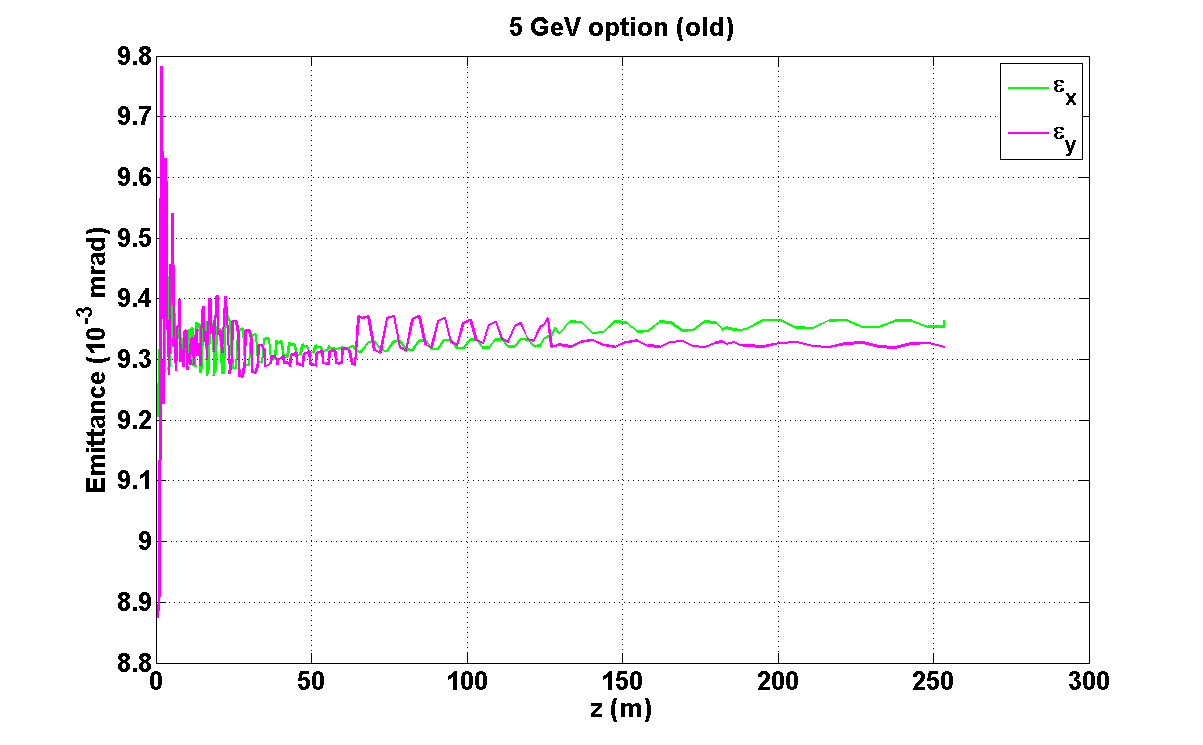 5 GeV option (old)
9.8
9.7
9.6
9.5
9.4
9.3
9.2
9.1
9
8.9
8.8
Emittance (10⁻³ mrad)
εₓ
ε_y
0 50 100 150 200 250 300
z (m)